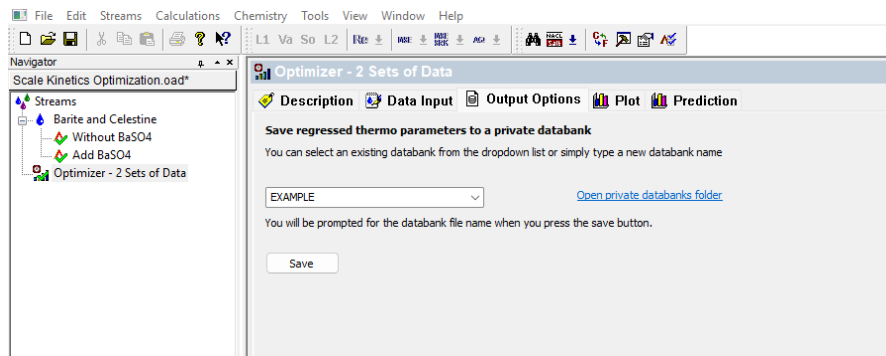 File Edit Streams Calculations Chemistry Tools View Window Help
L1 Va So L2 Re
Navigator
Scale Kinetics Optimization.oad*
Streams
Barite and Celestine
Without BaSO4
Add BaSO4
Optimizer - 2 Sets of Data
Optimizer - 2 Sets of Data
Description Data Input Output Options Plot Prediction
Save regressed thermo parameters to a private databank
You can select an existing databank from the dropdown list or simply type a new databank name
EXAMPLE Open private databanks folder
You will be prompted for the databank file name when you press the save button.
Save